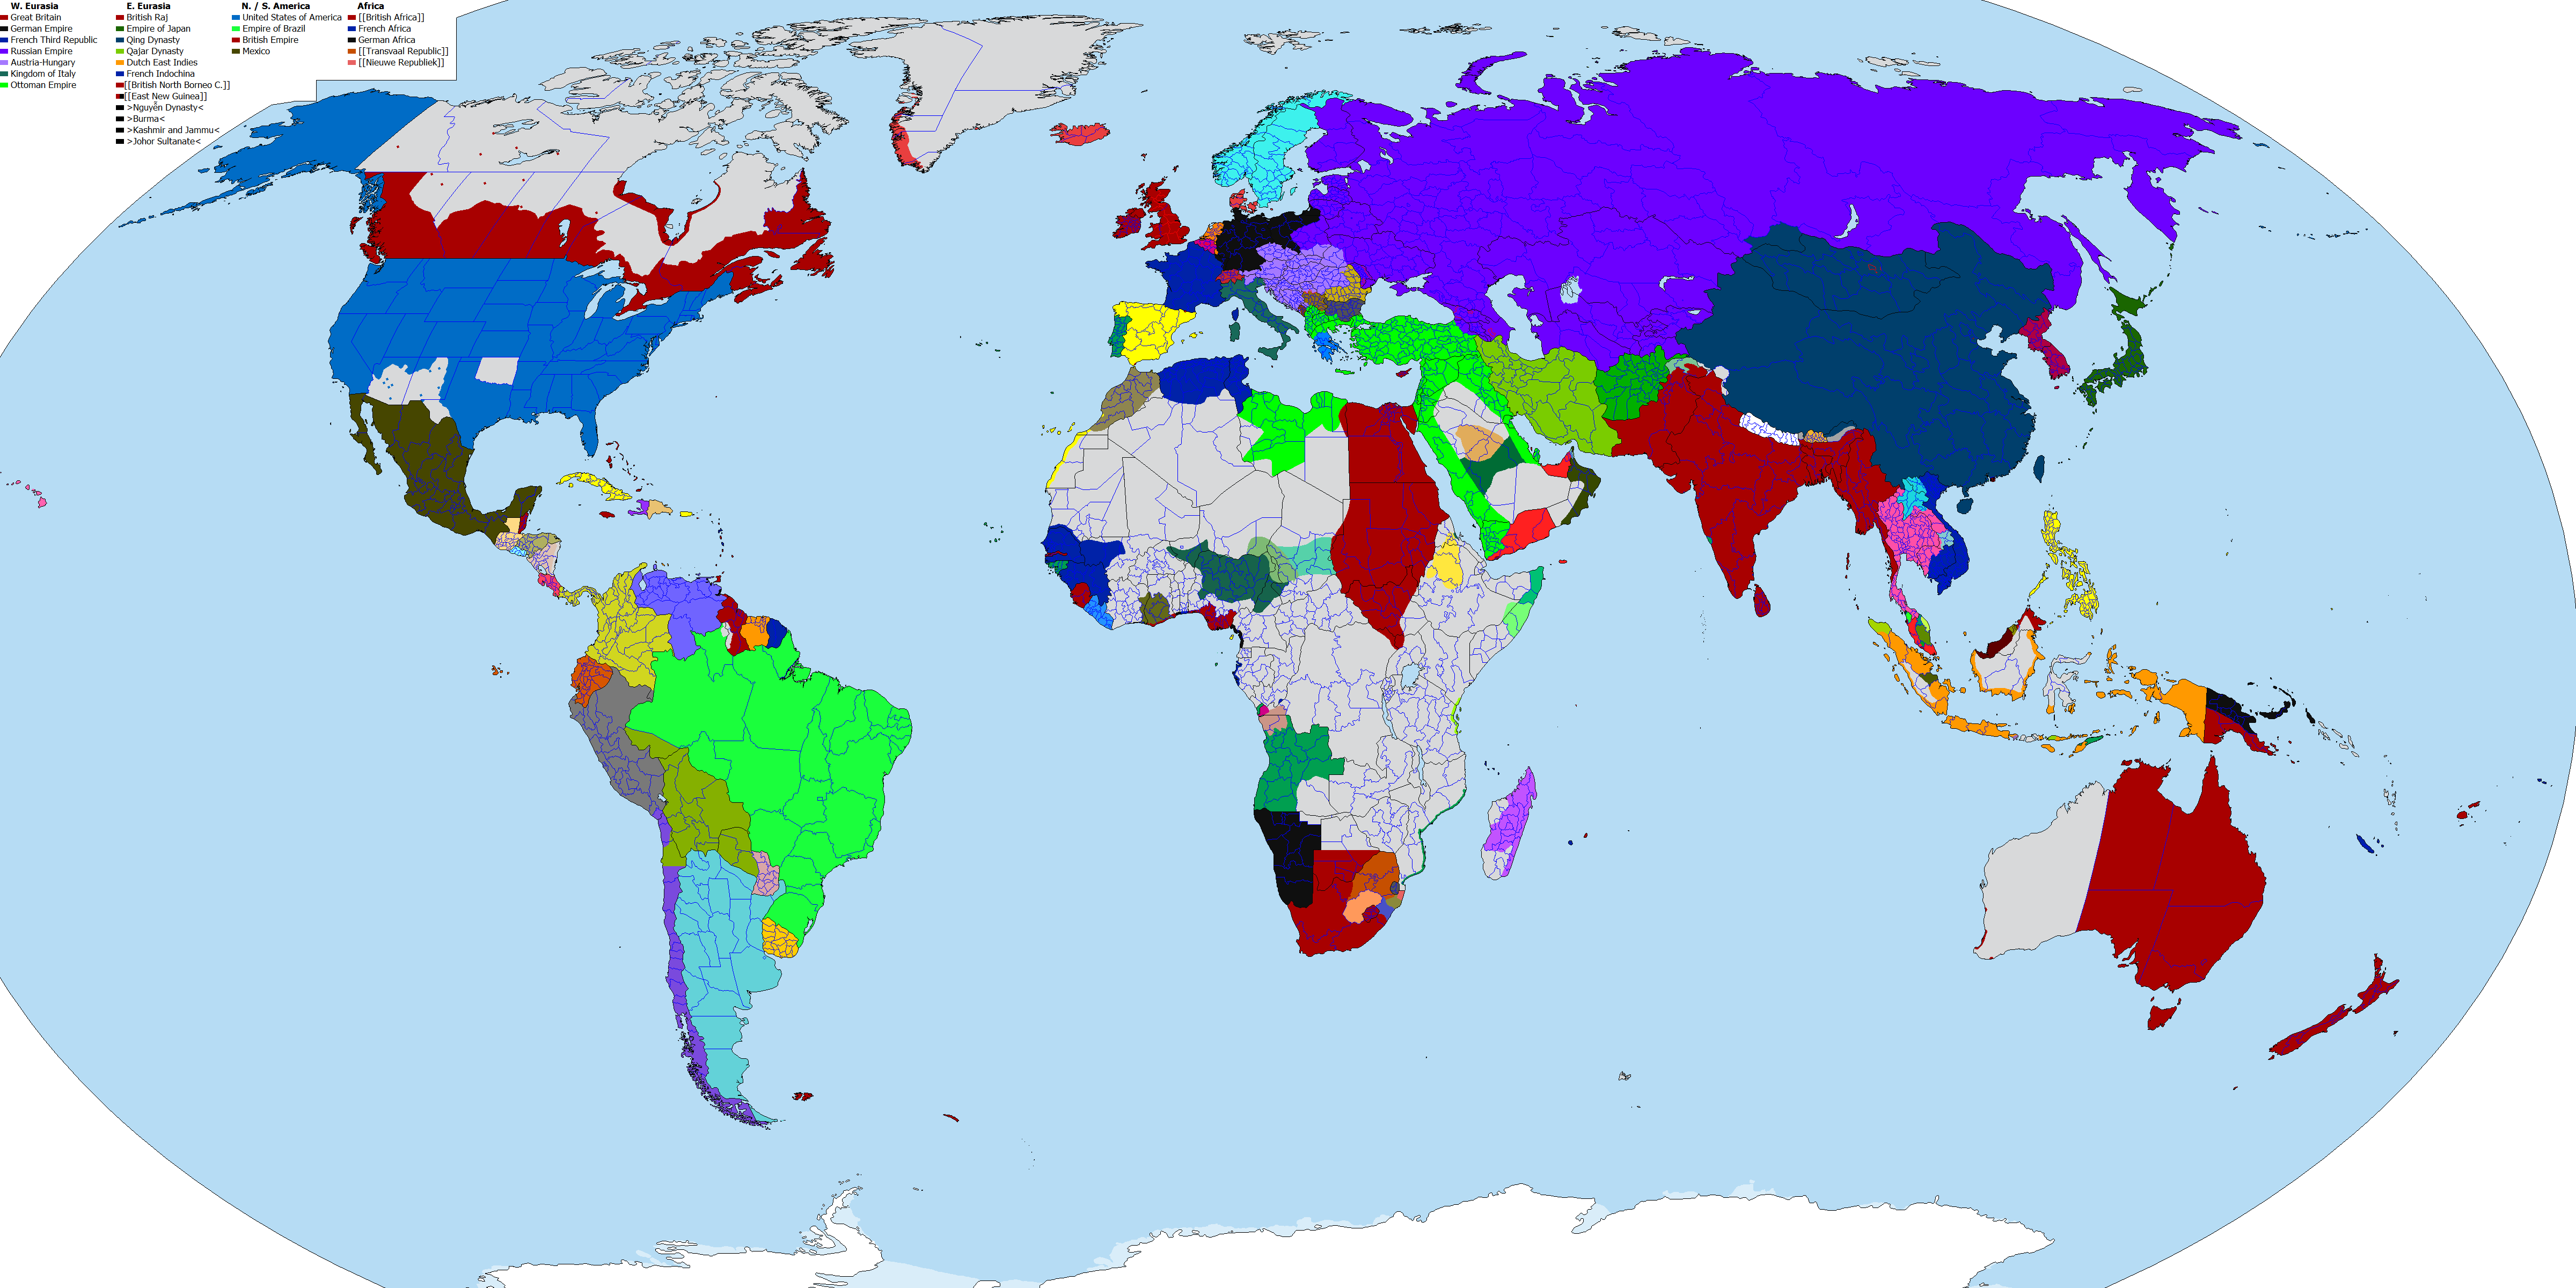 W. Eurasia
Great Britain
German Empire
French Third Republic
Russian Empire
Austria-Hungary
Kingdom of Italy
Ottoman Empire
E. Eurasia
British Raj
Empire of Japan
Qing Dynasty
Qajar Dynasty
Dutch East Indies
French Indochina
[[British North Borneo C.]]
[[East New Guinea]]
>Nguyễn Dynasty<
>Burma<
>Kashmir and Jammu<
>Johor Sultanate<
N. / S. America
United States of America
Empire of Brazil
British Empire
Mexico
Africa
[[British Africa]]
French Africa
German Africa
[[Transvaal Republic]]
[[Nieuwe Republiek]]